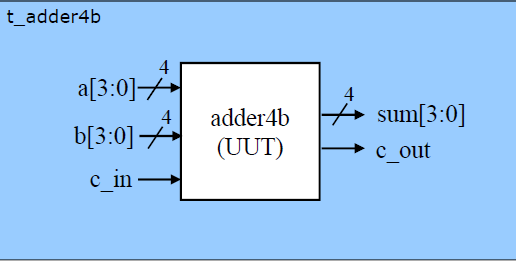 t_adder4b
4
a[3:0]
4
b[3:0]
c_in
adder4b
(UUT)
4
sum[3:0]
c_out